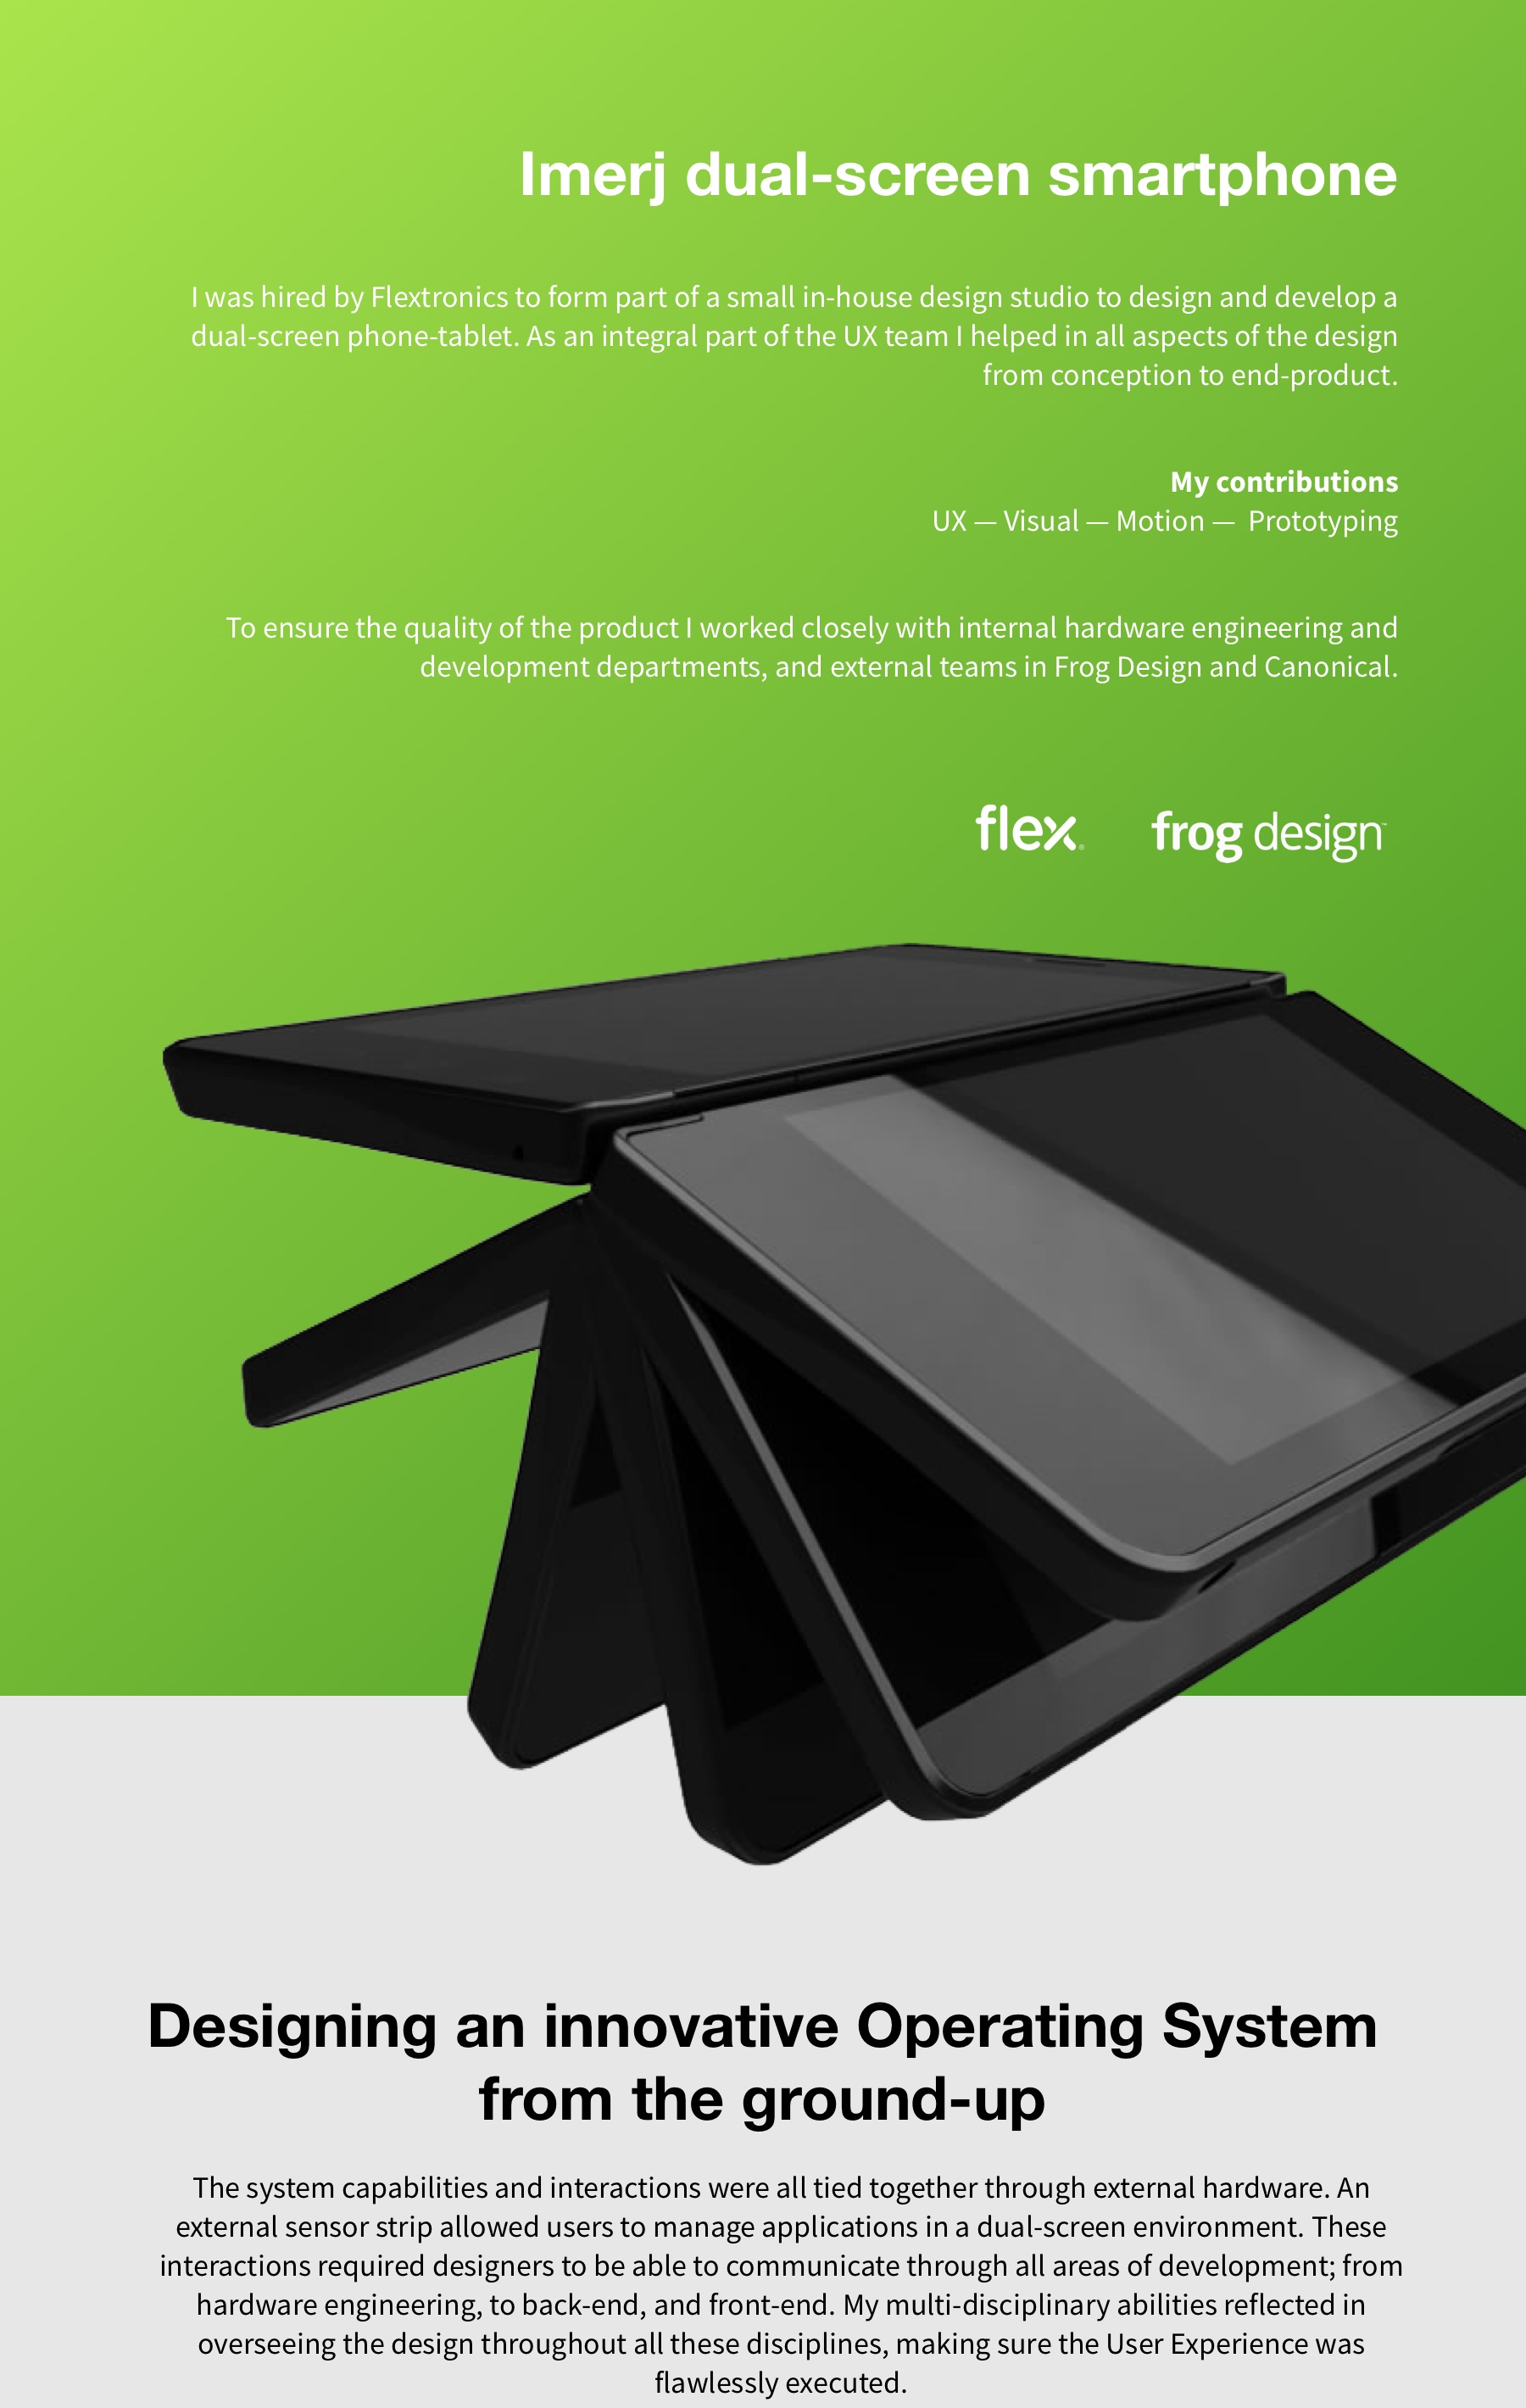 Imerj dual-screen smartphone
I was hired by Flextronics to form part of a small in-house design studio to design and develop a
dual-screen phone-tablet. As an integral part of the UX team I helped in all aspects of the design
from conception to end-product.
My contributions
UX — Visual — Motion — Prototyping
To ensure the quality of the product I worked closely with internal hardware engineering and
development departments, and external teams in Frog Design and Canonical.
flex® frog design™
Designing an innovative Operating System
from the ground-up
The system capabilities and interactions were all tied together through external hardware. An
external sensor strip allowed users to manage applications in a dual-screen environment. These
interactions required designers to be able to communicate through all areas of development; from
hardware engineering, to back-end, and front-end. My multi-disciplinary abilities reflected in
overseeing the design throughout all these disciplines, making sure the User Experience was
flawlessly executed.